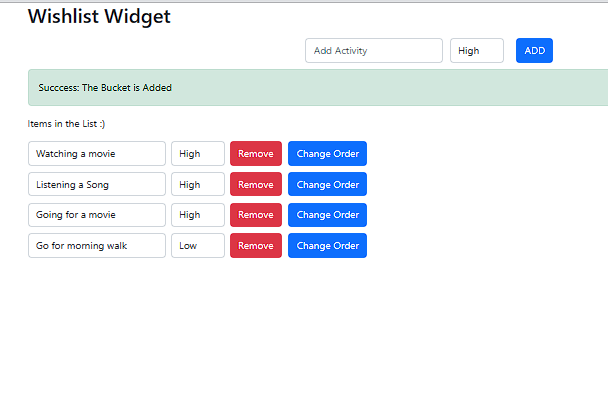 Wishlist Widget
Add Activity High ADD
Succcess: The Bucket is Added
Items in the List :)
Watching a movie High Remove Change Order
Listening a Song High Remove Change Order
Going for a movie High Remove Change Order
Go for morning walk Low Remove Change Order